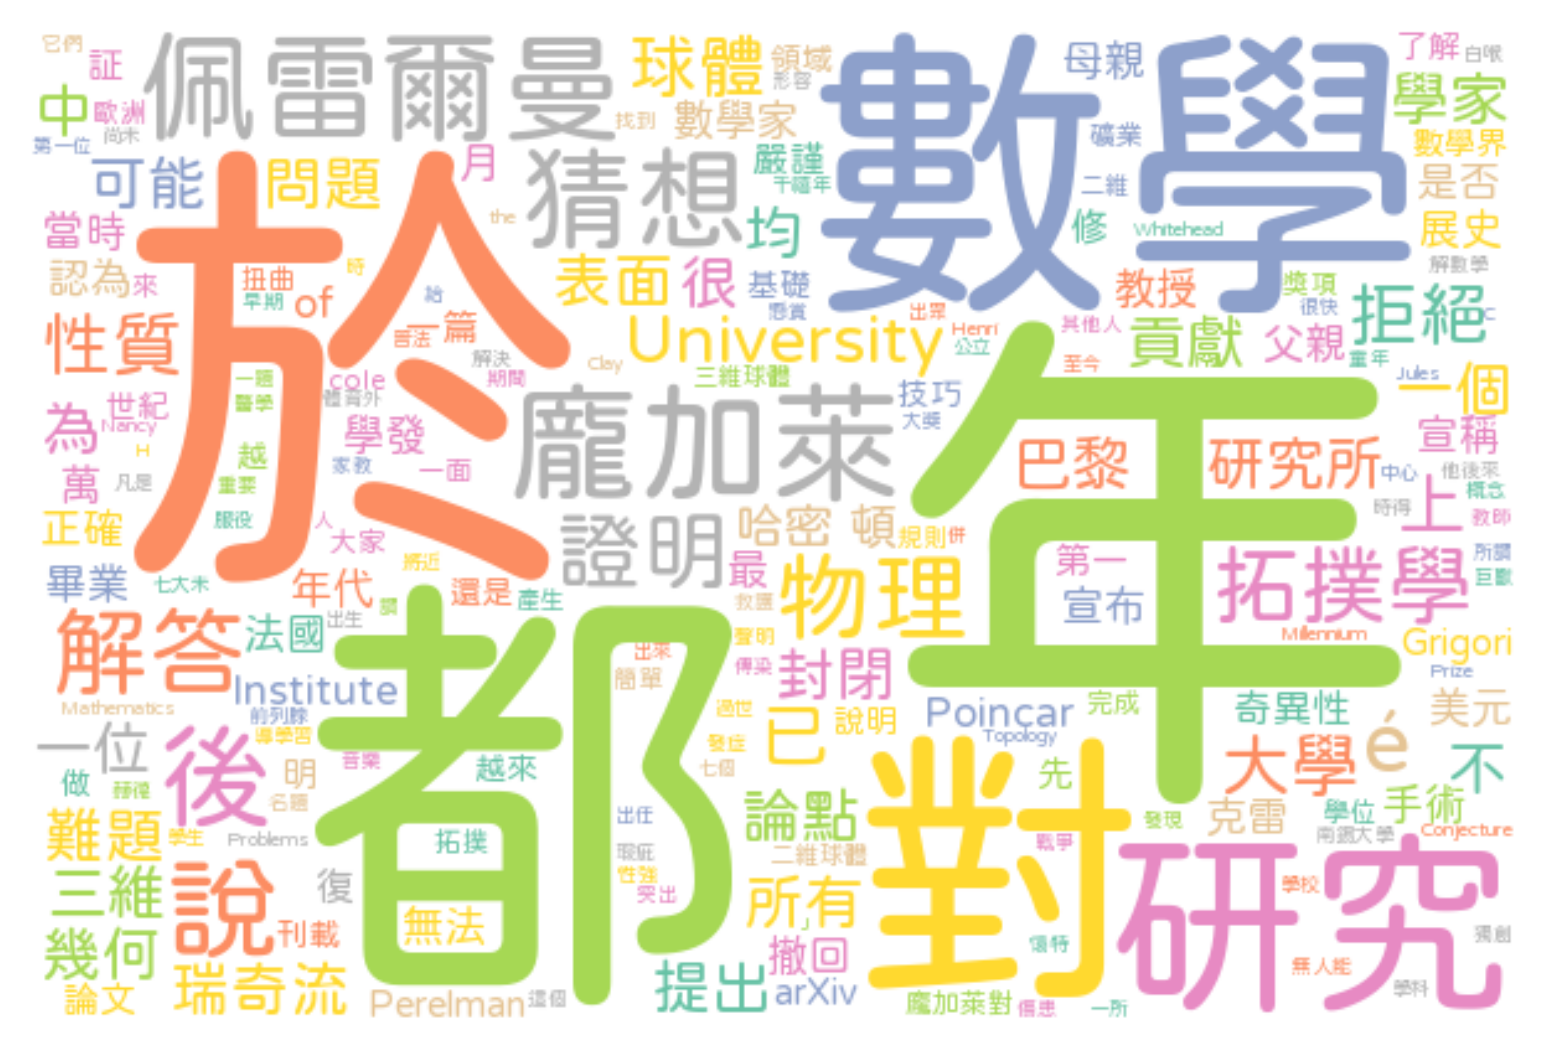 它們
証
佩雷爾曼
球體
領域
形容
數學
母親
了解
白喉
中
歐洲
尚未
第一位
找到
數學家
礦業
學家
數學界
可能
問題
月
猜想
嚴謹
千禧年
二維
是否
當時
the
均
修
Whitehead
展史
解數學
認為
來
扭曲
早期
of
時
於
給
一篇
表面
很
基礎
懸賞
出眾
教授
獎項
很快
拒絕
C
性質
解決
University
Henri
公立
其他人
貢獻
父親
童年
至今
Clay
三維球體
Jules
一個
一題
醫學
cole
體育外
期間
龐加萊
技巧
大獎
年
為
世紀
Nancy
H
學發
巴黎
研究所
宣稱
中心
他後來
越
家教
一面
萬
凡是
重要
上
概念
時得
教師
正確
服役
人
大家
證明
哈密
頓
規則
併
所謂
將近
最
第一
拓撲學
畢業
七大未
年代
還是
產生
物理
宣布
救護
解答
法國
出生
都
聲明
Millennium
Grigori
出來
傳染
封閉
Prize
Institute
簡單
Mathematics
前列腺
導學習
過世
已
說明
Poincar
完成
奇異性
美元
Topology
一位
後
音樂
發症
大學
é
不
做
明
越來
七個
對
先
名題
難題
學生
Problems
拓撲
出任
論點
發現
克雷
學位
手術
南錫大學
Conjecture
瑕疵
二維球體
戰爭
研究
三維
說
復
性強
突出
所有
學校
無法
刊載
幾何
撤回
懷特
獨創
無人能
論文
瑞奇流
Perelman
這個
提出
arXiv
龐加萊對
倡患
一所
學科